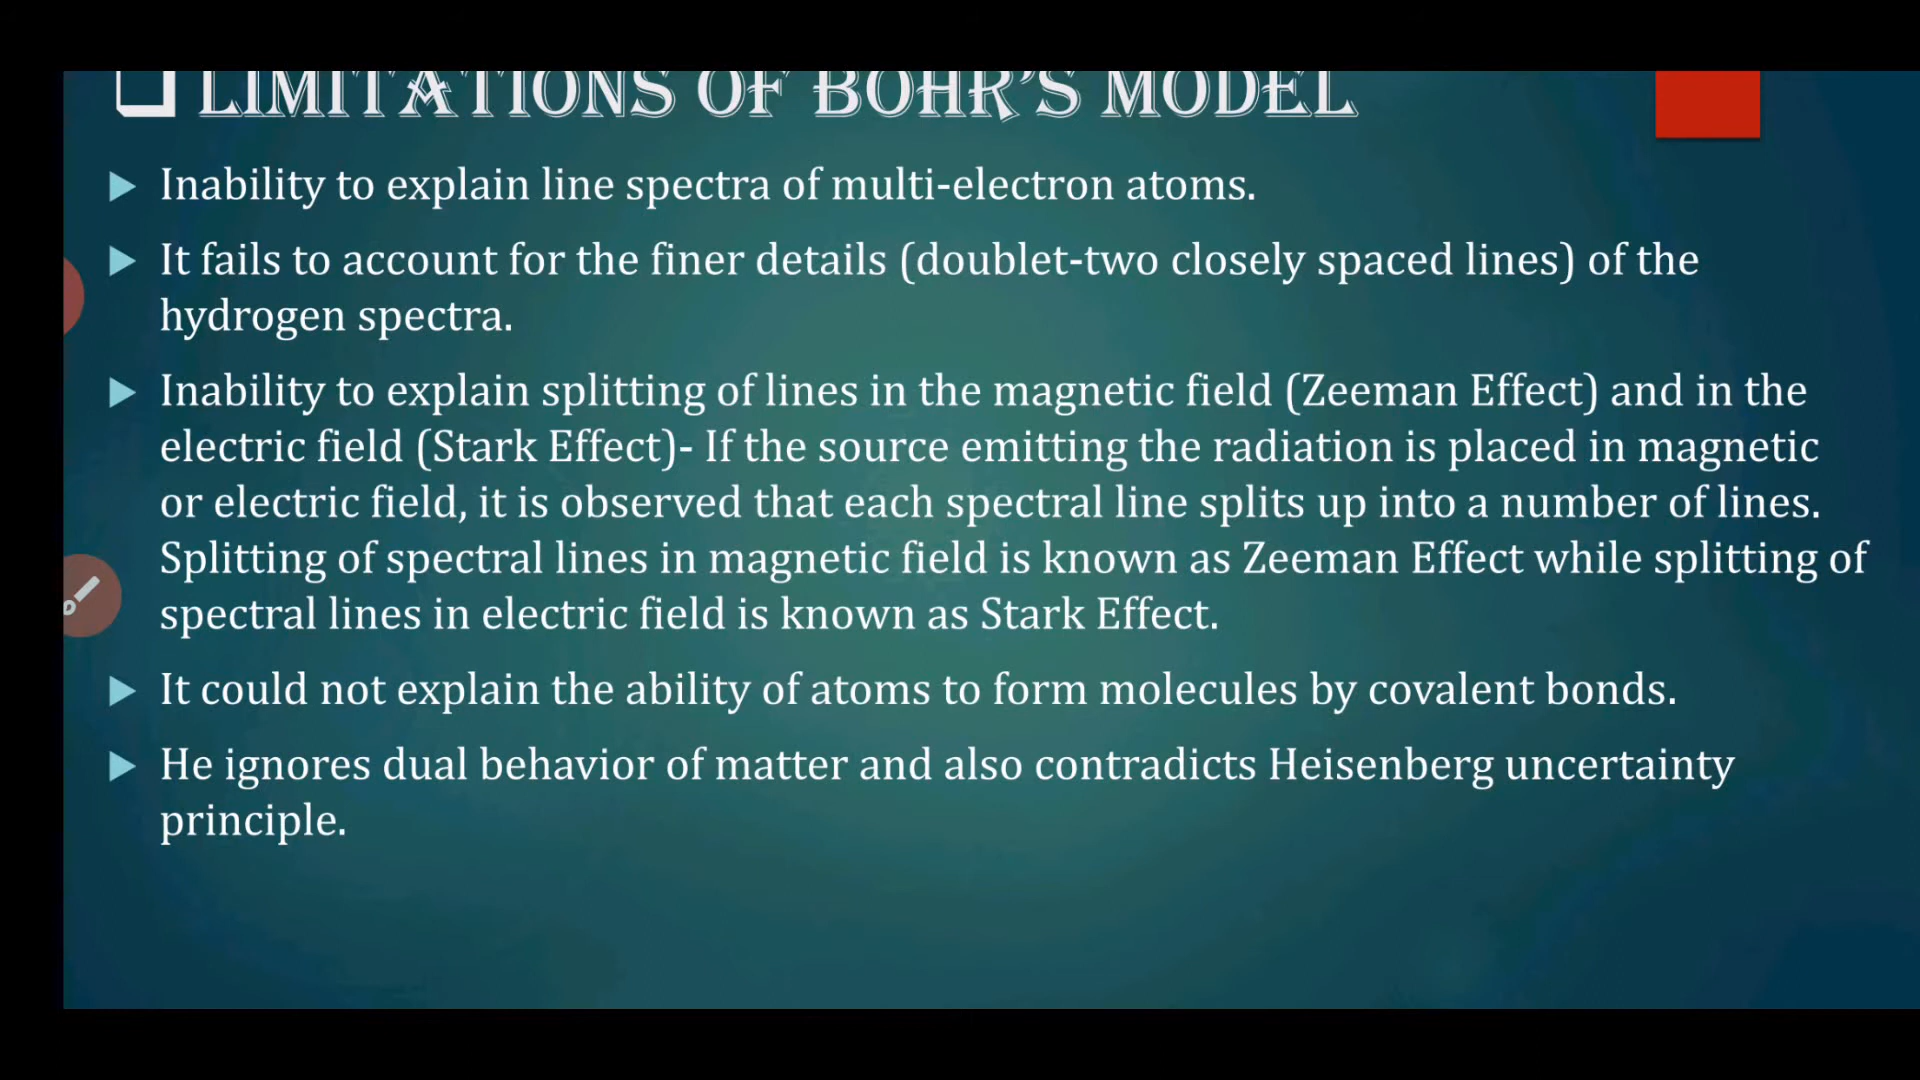 LIMITATIONS OF BOHR'S MODEL
Inability to explain line spectra of multi-electron atoms.
It fails to account for the finer details (doublet-two closely spaced lines) of the
hydrogen spectra.
Inability to explain splitting of lines in the magnetic field (Zeeman Effect) and in the
electric field (Stark Effect)- If the source emitting the radiation is placed in magnetic
or electric field, it is observed that each spectral line splits up into a number of lines.
Splitting of spectral lines in magnetic field is known as Zeeman Effect while splitting of
spectral lines in electric field is known as Stark Effect.
It could not explain the ability of atoms to form molecules by covalent bonds.
He ignores dual behavior of matter and also contradicts Heisenberg uncertainty
principle.